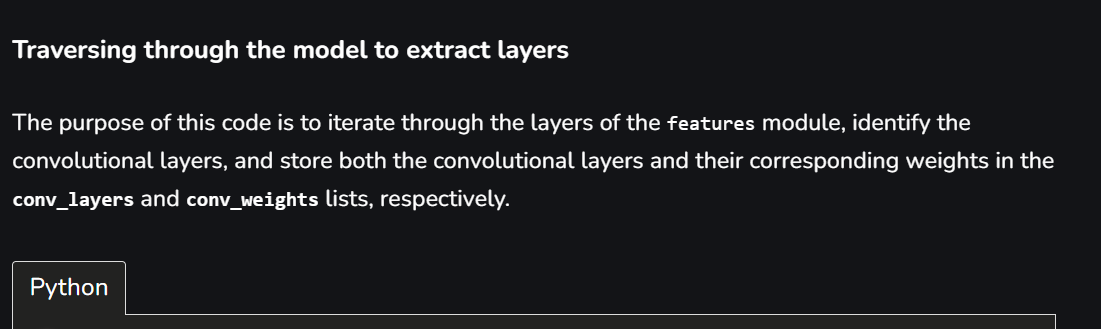 Traversing through the model to extract layers
The purpose of this code is to iterate through the layers of the features module, identify the
convolutional layers, and store both the convolutional layers and their corresponding weights in the
conv_layers and conv_weights lists, respectively.
Python